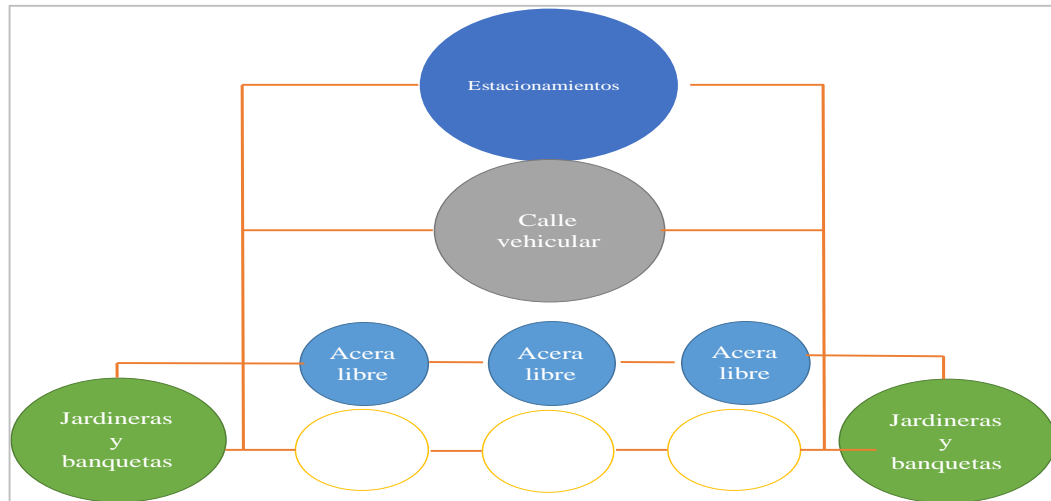 Estacionamientos
Calle
vehicular
Acera
libre
Acera
libre
Acera
libre
Jardineras
y
banquetas
Jardineras
y
banquetas